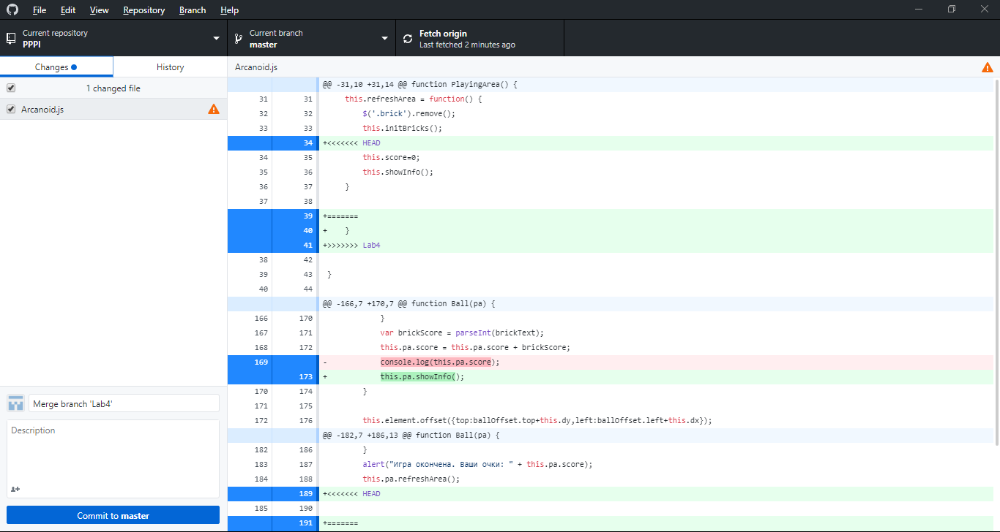 File Edit View Repository Branch Help
Current repository
PPPI
Current branch
master
Fetch origin
Last fetched 2 minutes ago
Changes
History
Arcanoid.js
1 changed file
Arcanoid.js
@@ -31,10 +31,14 @@ function PlayingArea() {
31 31 this.refreshArea = function() {
32 32 $('.brick').remove();
33 33 this.initBricks();
34 +<<<<<<< HEAD
34 35 this.score=0;
35 36 this.showInfo();
36 37 }
37 38
39 +=======
40 + }
41 +>>>>>>> Lab4
38 42
39 43 }
40 44
@@ -166,7 +170,7 @@ function Ball(pa) {
166 170 }
167 171 var brickScore = parseInt(brickText);
168 172 this.pa.score = this.pa.score + brickScore;
169 - console.log(this.pa.score);
173 + this.pa.showInfo();
170 174 }
171 175
172 176 this.element.offset({top:ballOffset.top+this.dy,left:ballOffset.left+this.dx});
@@ -182,7 +186,13 @@ function Ball(pa) {
182 186 }
183 187 alert("Игра окончена. Ваши очки: " + this.pa.score);
184 188 this.pa.refreshArea();
189 +<<<<<<< HEAD
185 190
191 +=======
Merge branch 'Lab4'
Description
Commit to master